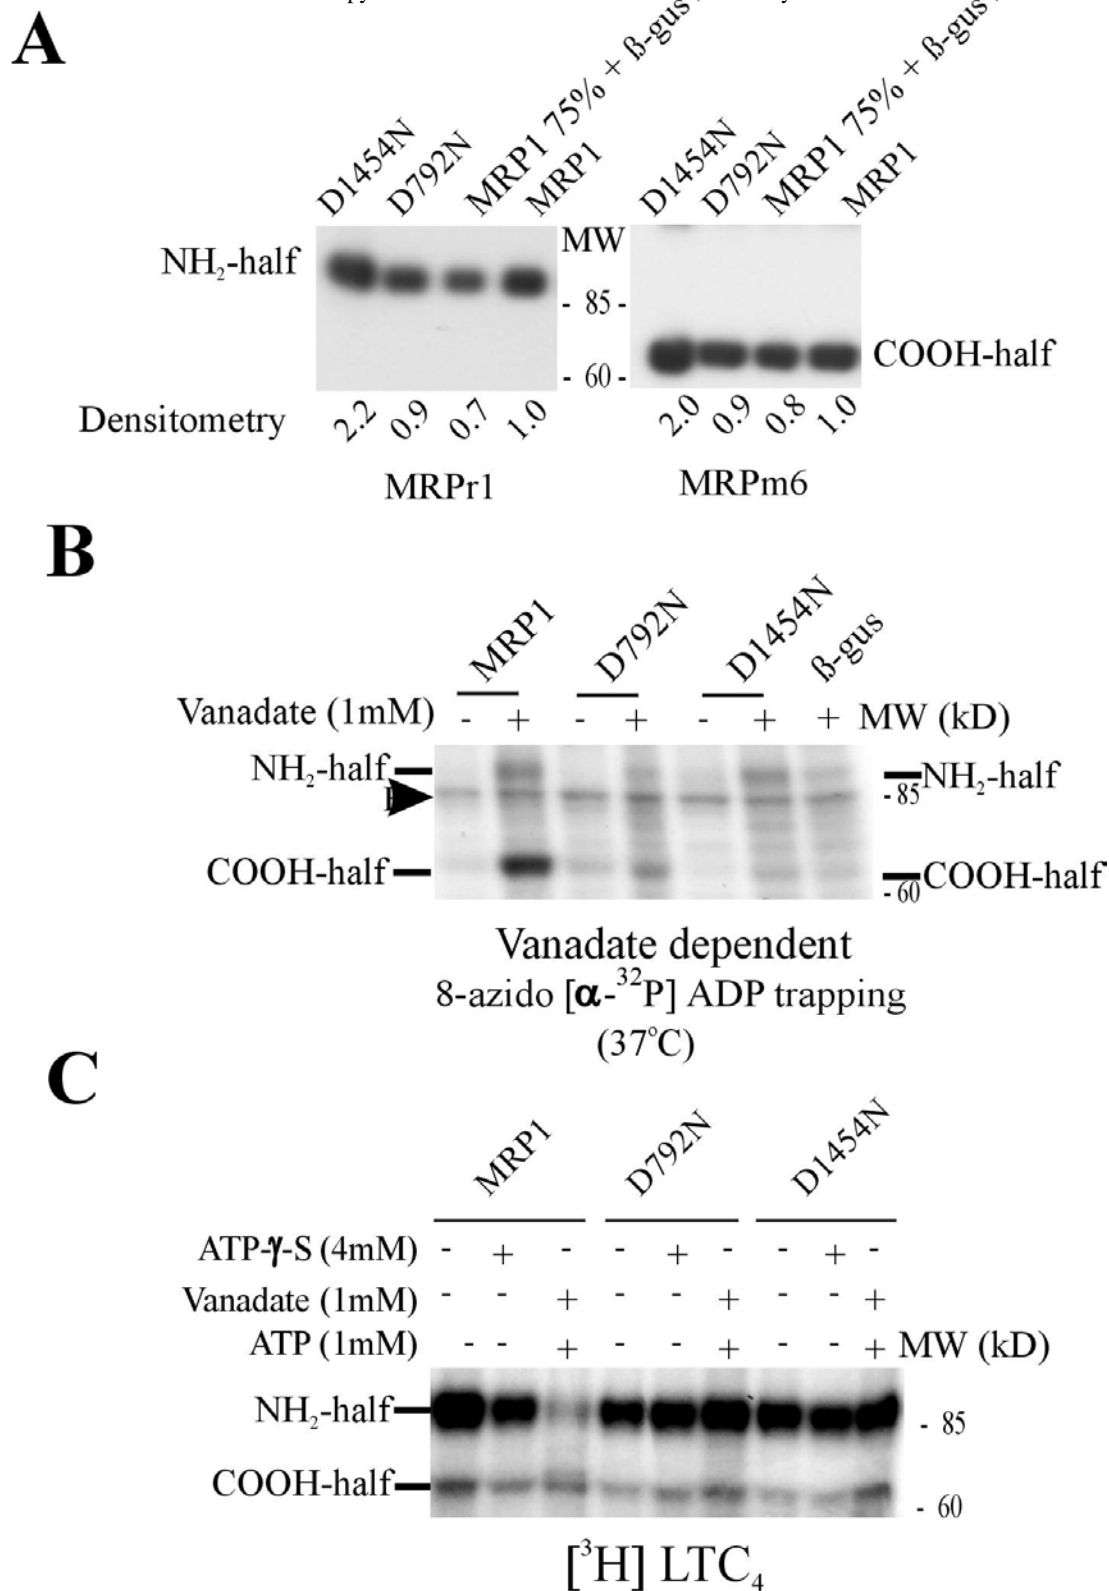 A
D1454N D792N MRP1 75% + ß-gus MRP1 D1454N D792N MRP1 75% + ß-gus MRP1
NH₂-half MW
- 85 -
COOH-half
- 60 -
Densitometry 2.2 0.9 0.7 1.0 2.0 0.9 0.8 1.0
MRPr1 MRPm6
B
MRP1 D792N D1454N ß-gus
Vanadate (1mM) - + - + - + + MW (kD)
NH₂-half NH₂-half
- 85
COOH-half COOH-half
- 60
Vanadate dependent
8-azido [α-³²P] ADP trapping
(37°C)
C
MRP1 D792N D1454N
ATP-γ-S (4mM) - + - - + - - + -
Vanadate (1mM) - - + - - + - - +
ATP (1mM) - - + - - + - - + MW (kD)
NH₂-half - 85
COOH-half - 60
[³H] LTC₄